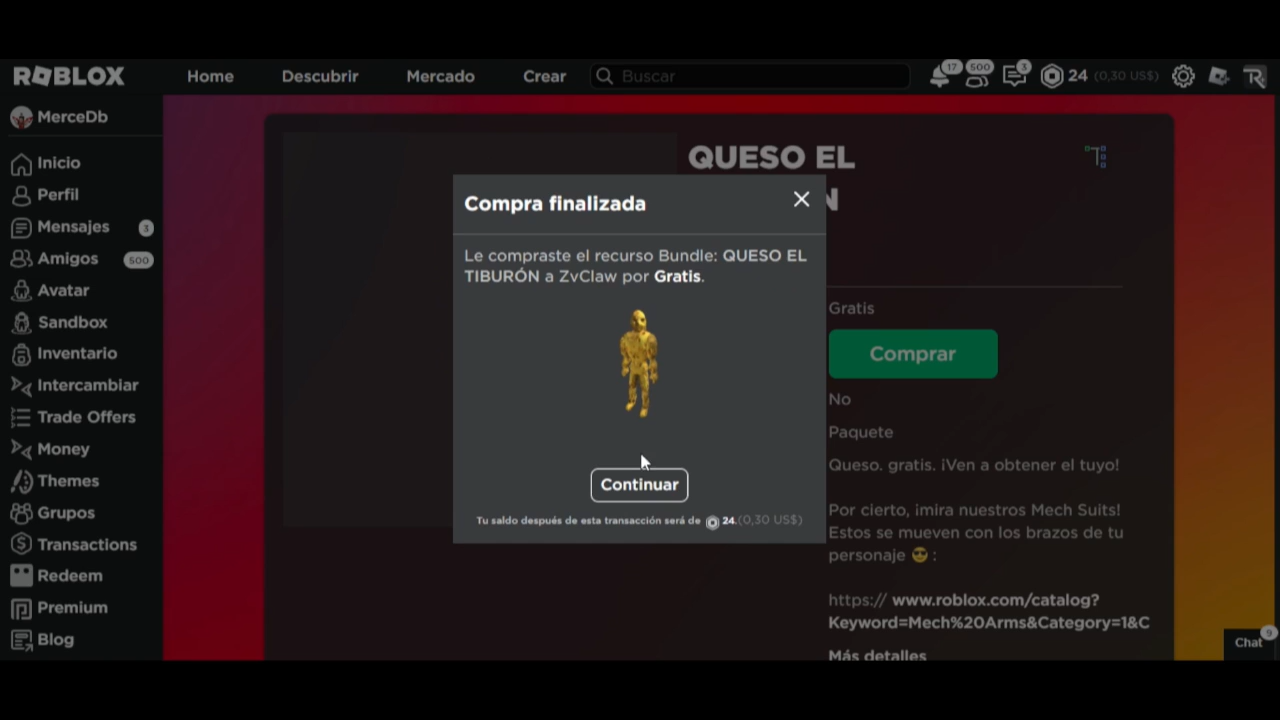 ROBLOX Home Descubrir Mercado Crear Buscar 17 500 3 24 (0,30 US$)
MerceDb
Inicio
Perfil
Mensajes 3
Amigos 500
Avatar
Sandbox
Inventario
Intercambiar
Trade Offers
Money
Themes
Grupos
Transactions
Redeem
Premium
Blog
QUESO EL
N
Compra finalizada
Le compraste el recurso Bundle: QUESO EL
TIBURÓN a ZvClaw por Gratis.
Continuar
Tu saldo después de esta transacción será de 24.(0,30 US$)
Gratis
Comprar
No
Paquete
Queso. gratis. ¡Ven a obtener el tuyo!
Por cierto, ¡mira nuestros Mech Suits!
Estos se mueven con los brazos de tu
personaje 😎 :
https:// www.roblox.com/catalog?
Keyword=Mech%20Arms&Category=1&C
Más detalles
Chat 9